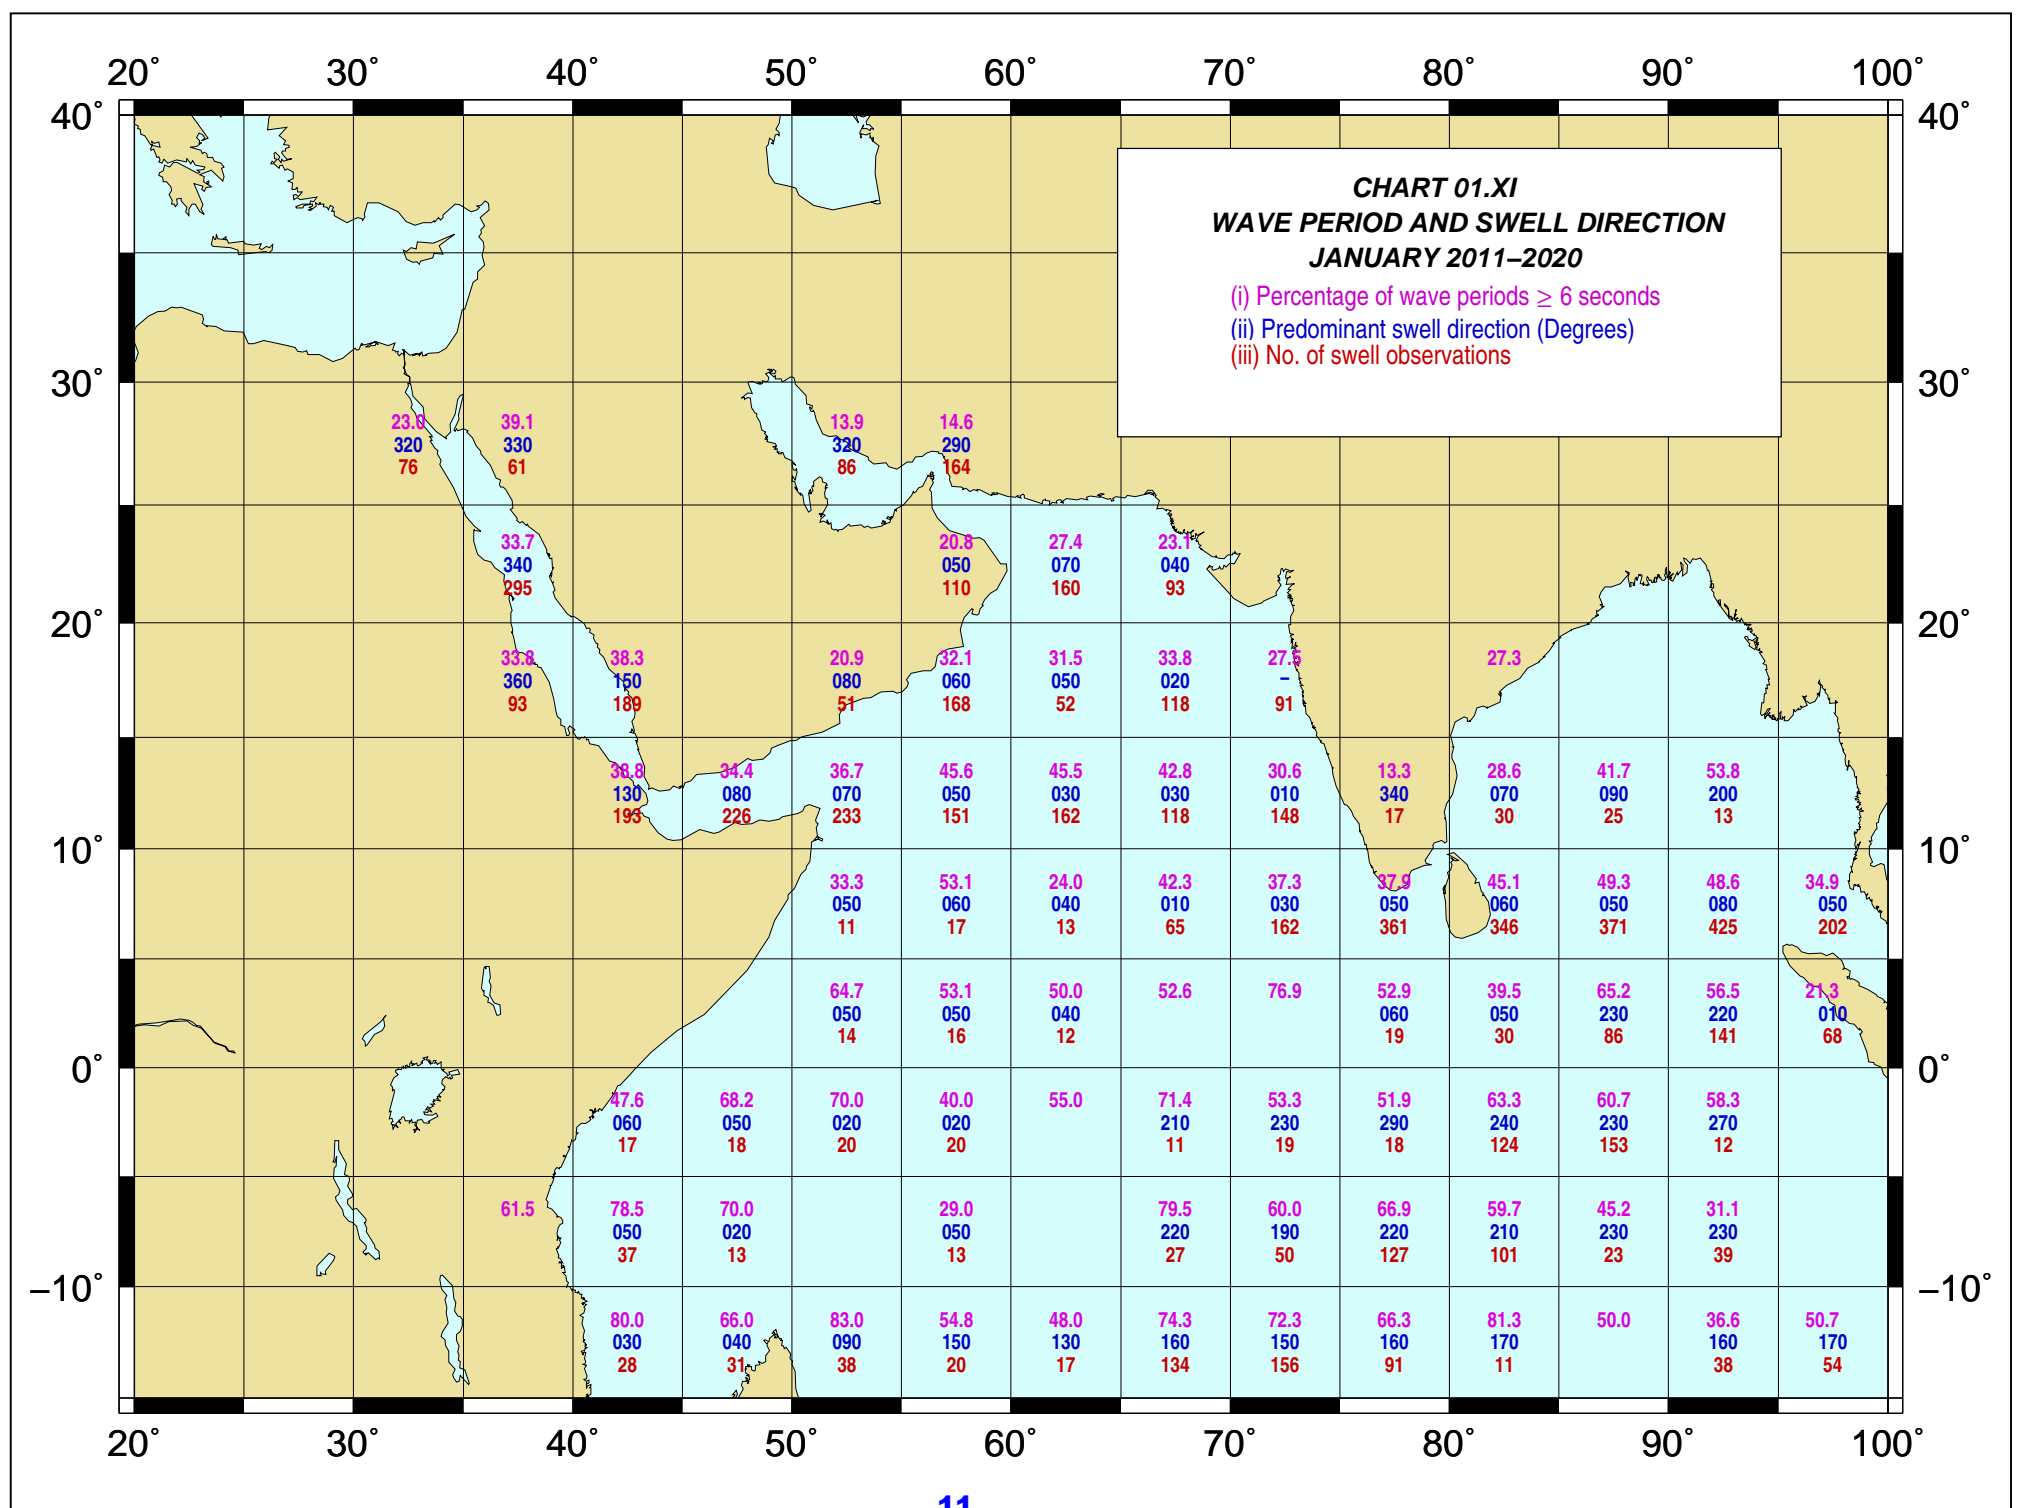 20° 30° 40° 50° 60° 70° 80° 90° 100°
40° 40°
CHART 01.XI
WAVE PERIOD AND SWELL DIRECTION
JANUARY 2011–2020
(i) Percentage of wave periods ≥ 6 seconds
(ii) Predominant swell direction (Degrees)
(iii) No. of swell observations
30° 30°
23.0 39.1 13.9 14.6
320 330 320 290
76 61 86 164
33.7 20.8 27.4 23.1
340 050 070 040
295 110 160 93
20° 20°
33.8 38.3 20.9 32.1 31.5 33.8 27.5 27.3
360 150 080 060 050 020 –
93 189 51 168 52 118 91
38.8 34.4 36.7 45.6 45.5 42.8 30.6 13.3 28.6 41.7 53.8
130 080 070 050 030 030 010 340 070 090 200
193 226 233 151 162 118 148 17 30 25 13
10° 10°
33.3 53.1 24.0 42.3 37.3 37.9 45.1 49.3 48.6 34.9
050 060 040 010 030 050 060 050 080 050
11 17 13 65 162 361 346 371 425 202
64.7 53.1 50.0 52.6 76.9 52.9 39.5 65.2 56.5 21.3
050 050 040 060 050 230 220 010
14 16 12 19 30 86 141 68
0° 0°
47.6 68.2 70.0 40.0 55.0 71.4 53.3 51.9 63.3 60.7 58.3
060 050 020 020 210 230 290 240 230 270
17 18 20 20 11 19 18 124 153 12
61.5 78.5 70.0 29.0 79.5 60.0 66.9 59.7 45.2 31.1
050 020 050 220 190 220 210 230 230
37 13 13 27 50 127 101 23 39
–10° –10°
80.0 66.0 83.0 54.8 48.0 74.3 72.3 66.3 81.3 50.0 36.6 50.7
030 040 090 150 130 160 150 160 170 160 170
28 31 38 20 17 134 156 91 11 38 54
20° 30° 40° 50° 60° 70° 80° 90° 100°
11